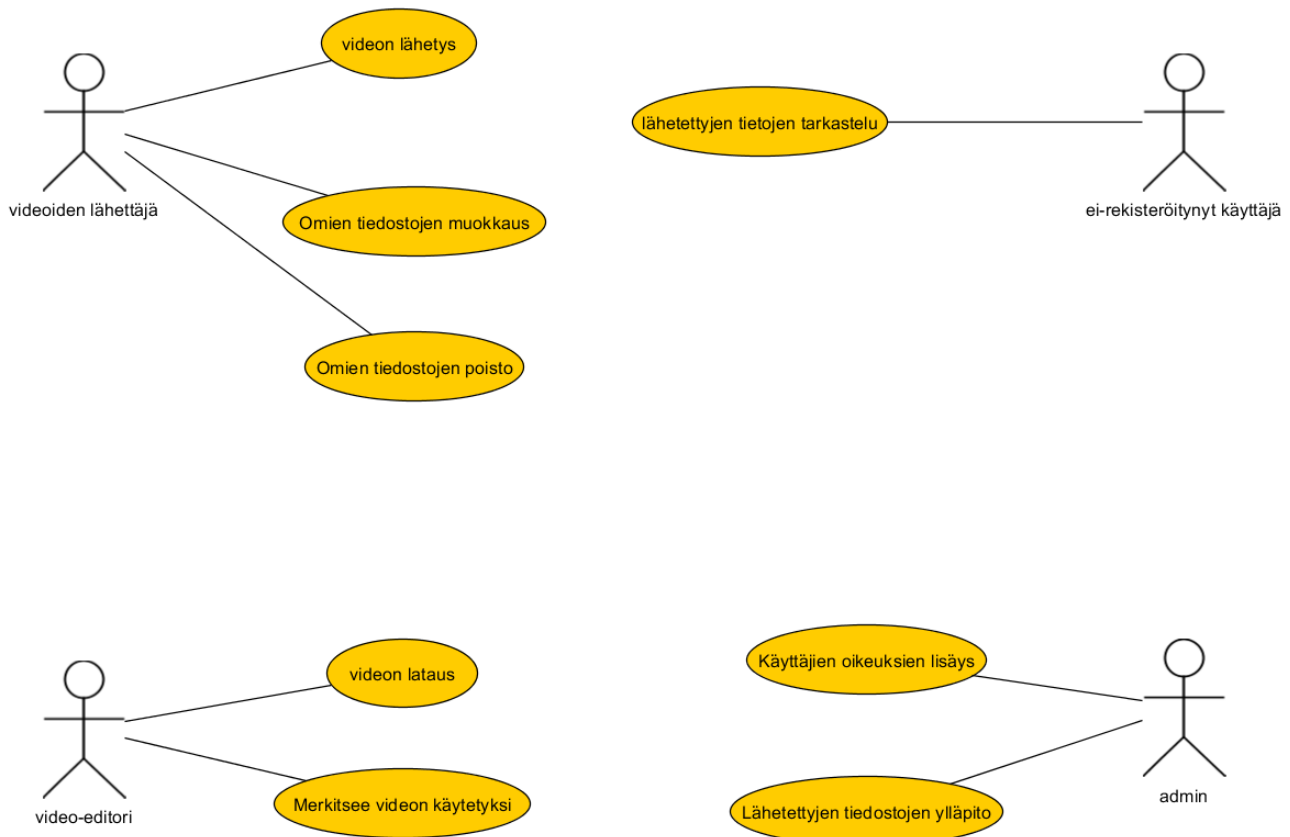 videon lähetys
lähetettyjen tietojen tarkastelu
videoiden lähettäjä
ei-rekisteröitynyt käyttäjä
Omien tiedostojen muokkaus
Omien tiedostojen poisto
videon lataus
Käyttäjien oikeuksien lisäys
Merkitsee videon käytetyksi
Lähetettyjen tiedostojen ylläpito
video-editori
admin